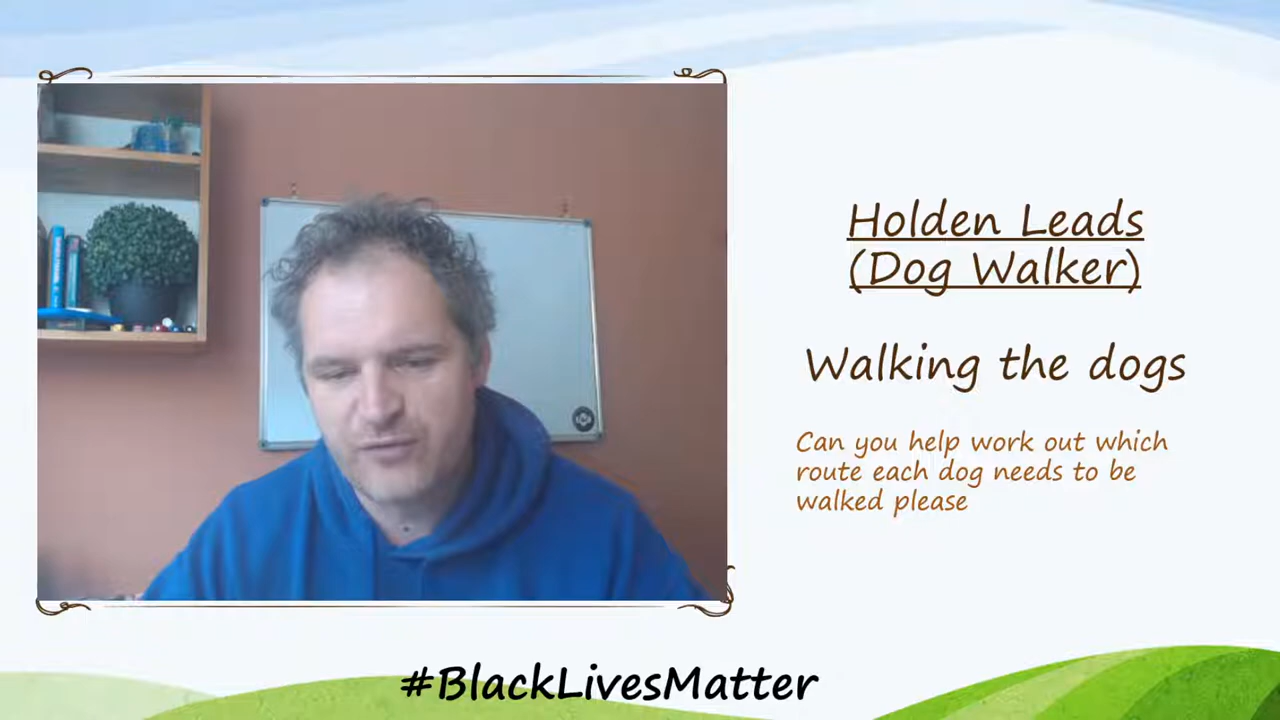 Holden Leads
(Dog Walker)
Walking the dogs
Can you help work out which
route each dog needs to be
walked please
#BlackLivesMatter